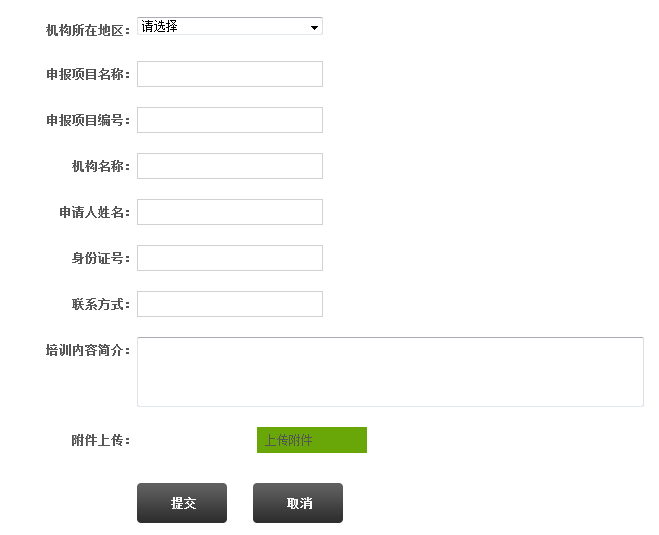 机构所在地区： 请选择
申报项目名称：
申报项目编号：
机构名称：
申请人姓名：
身份证号：
联系方式：
培训内容简介：
附件上传： 上传附件
提交 取消